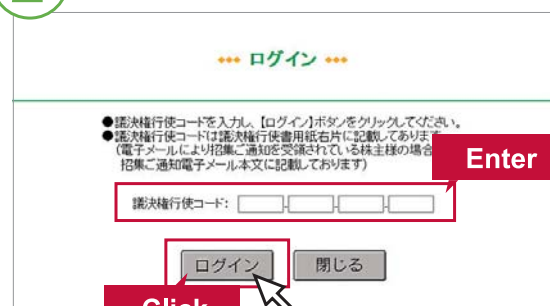 ••• ログイン •••
●議決権行使コードを入力し、【ログイン】ボタンをクリックしてください。
●議決権行使コードは議決権行使書用紙右片に記載してあります
(電子メールにより招集ご通知を受領されている株主様の場合
招集ご通知電子メール本文に記載しております)
Enter
議決権行使コード: - - -
ログイン 閉じる
Click